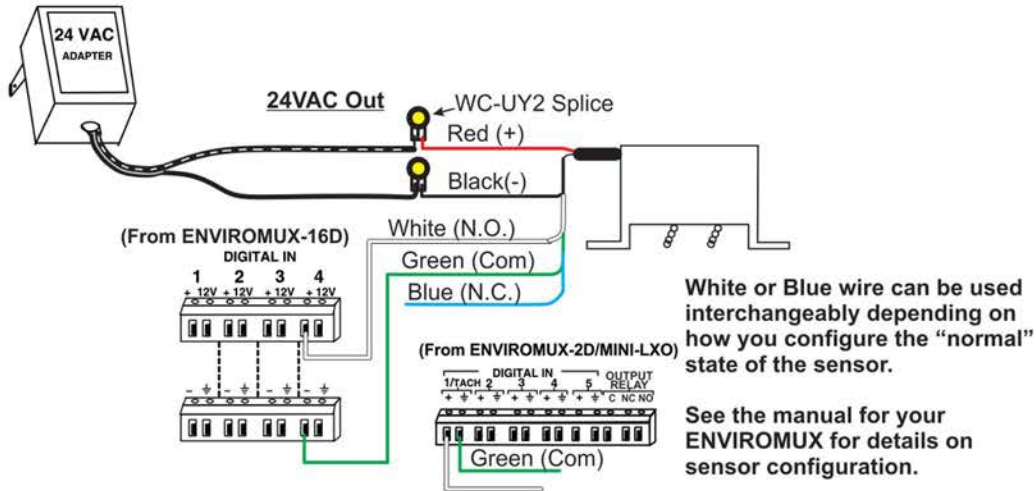 24 VAC
ADAPTER
24VAC Out
WC-UY2 Splice
Red (+)
Black(-)
White (N.O.)
(From ENVIROMUX-16D)
DIGITAL IN
Green (Com)
1 2 3 4
+ 12V + 12V + 12V + 12V
Blue (N.C.)
White or Blue wire can be used
interchangeably depending on
how you configure the “normal”
state of the sensor.
(From ENVIROMUX-2D/MINI-LXO)
DIGITAL IN
OUTPUT
RELAY
1/TACH 2 3 4 5
+ ⏚ + ⏚ + ⏚ + ⏚ + ⏚ C NC NO
− ⏚ − ⏚ − ⏚ − ⏚
See the manual for your
ENVIROMUX for details on
sensor configuration.
Green (Com)